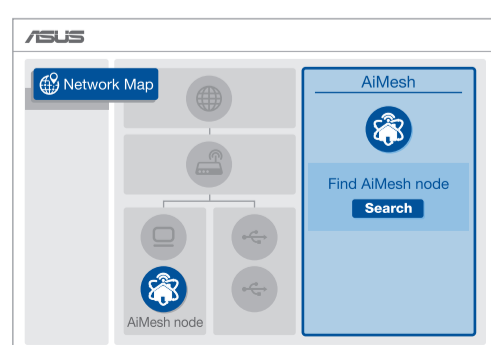 ASUS
Network Map
AiMesh
Find AiMesh node
Search
AiMesh node